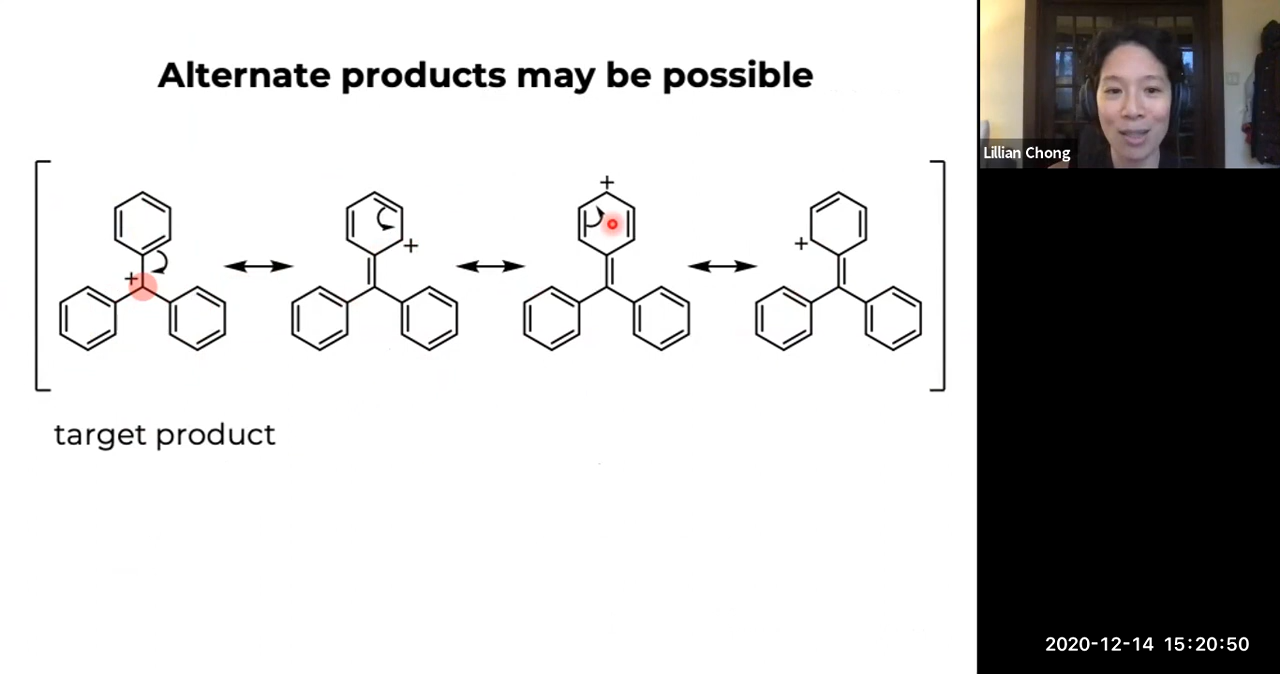 Alternate products may be possible
+
+
+
+
target product
Lillian Chong
2020-12-14 15:20:50